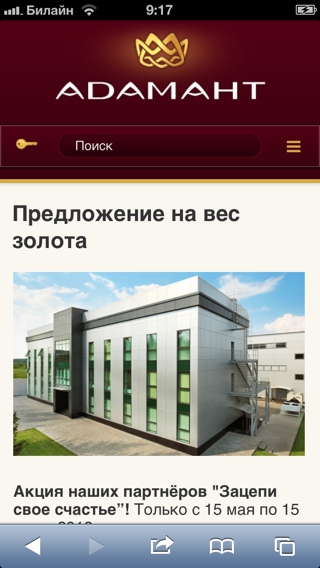 Билайн 9:17
АДАМАНТ
Поиск
Предложение на вес
золота
Акция наших партнёров "Зацепи
свое счастье"! Только с 15 мая по 15